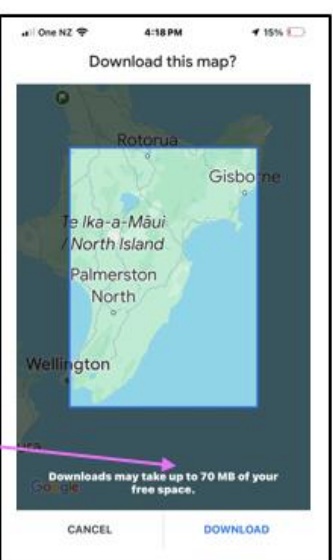 One NZ 4:18 PM 15%
Download this map?
Rotorua
Gisborne
Te Ika-a-Māui
/ North Island
Palmerston
North
Wellington
Downloads may take up to 70 MB of your
free space.
Google
CANCEL DOWNLOAD